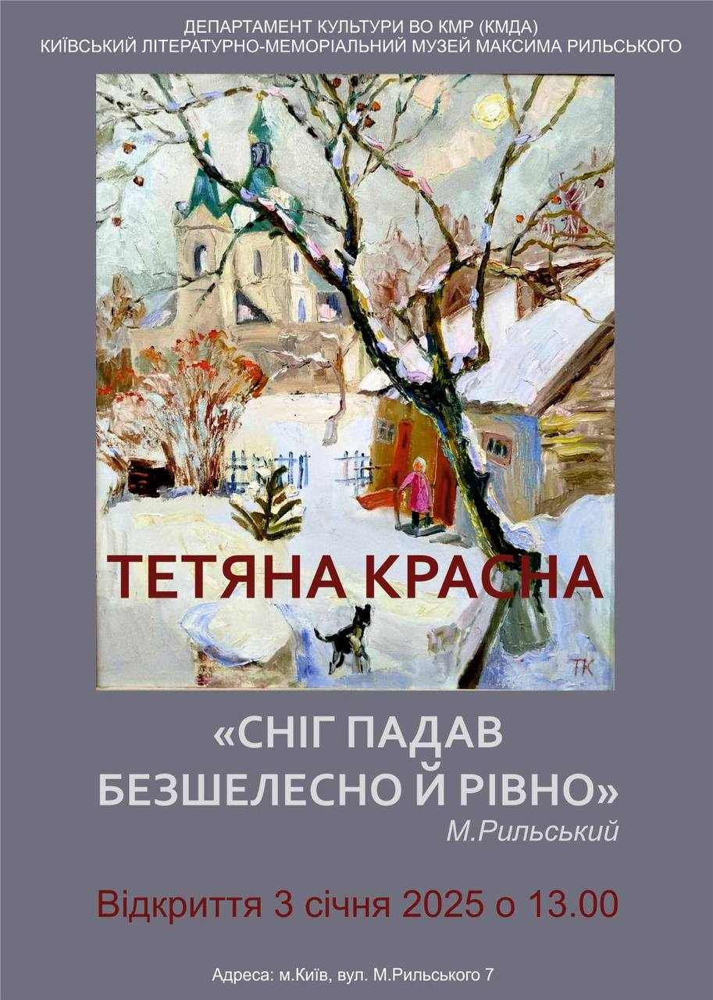 ДЕПАРТАМЕНТ КУЛЬТУРИ ВО КМР (КМДА)
КИЇВСЬКИЙ ЛІТЕРАТУРНО-МЕМОРІАЛЬНИЙ МУЗЕЙ МАКСИМА РИЛЬСЬКОГО
ТЕТЯНА КРАСНА
ТК
«СНІГ ПАДАВ
БЕЗШЕЛЕСНО Й РІВНО»
М.Рильський
Відкриття 3 січня 2025 о 13.00
Адреса: м.Київ, вул. М.Рильського 7